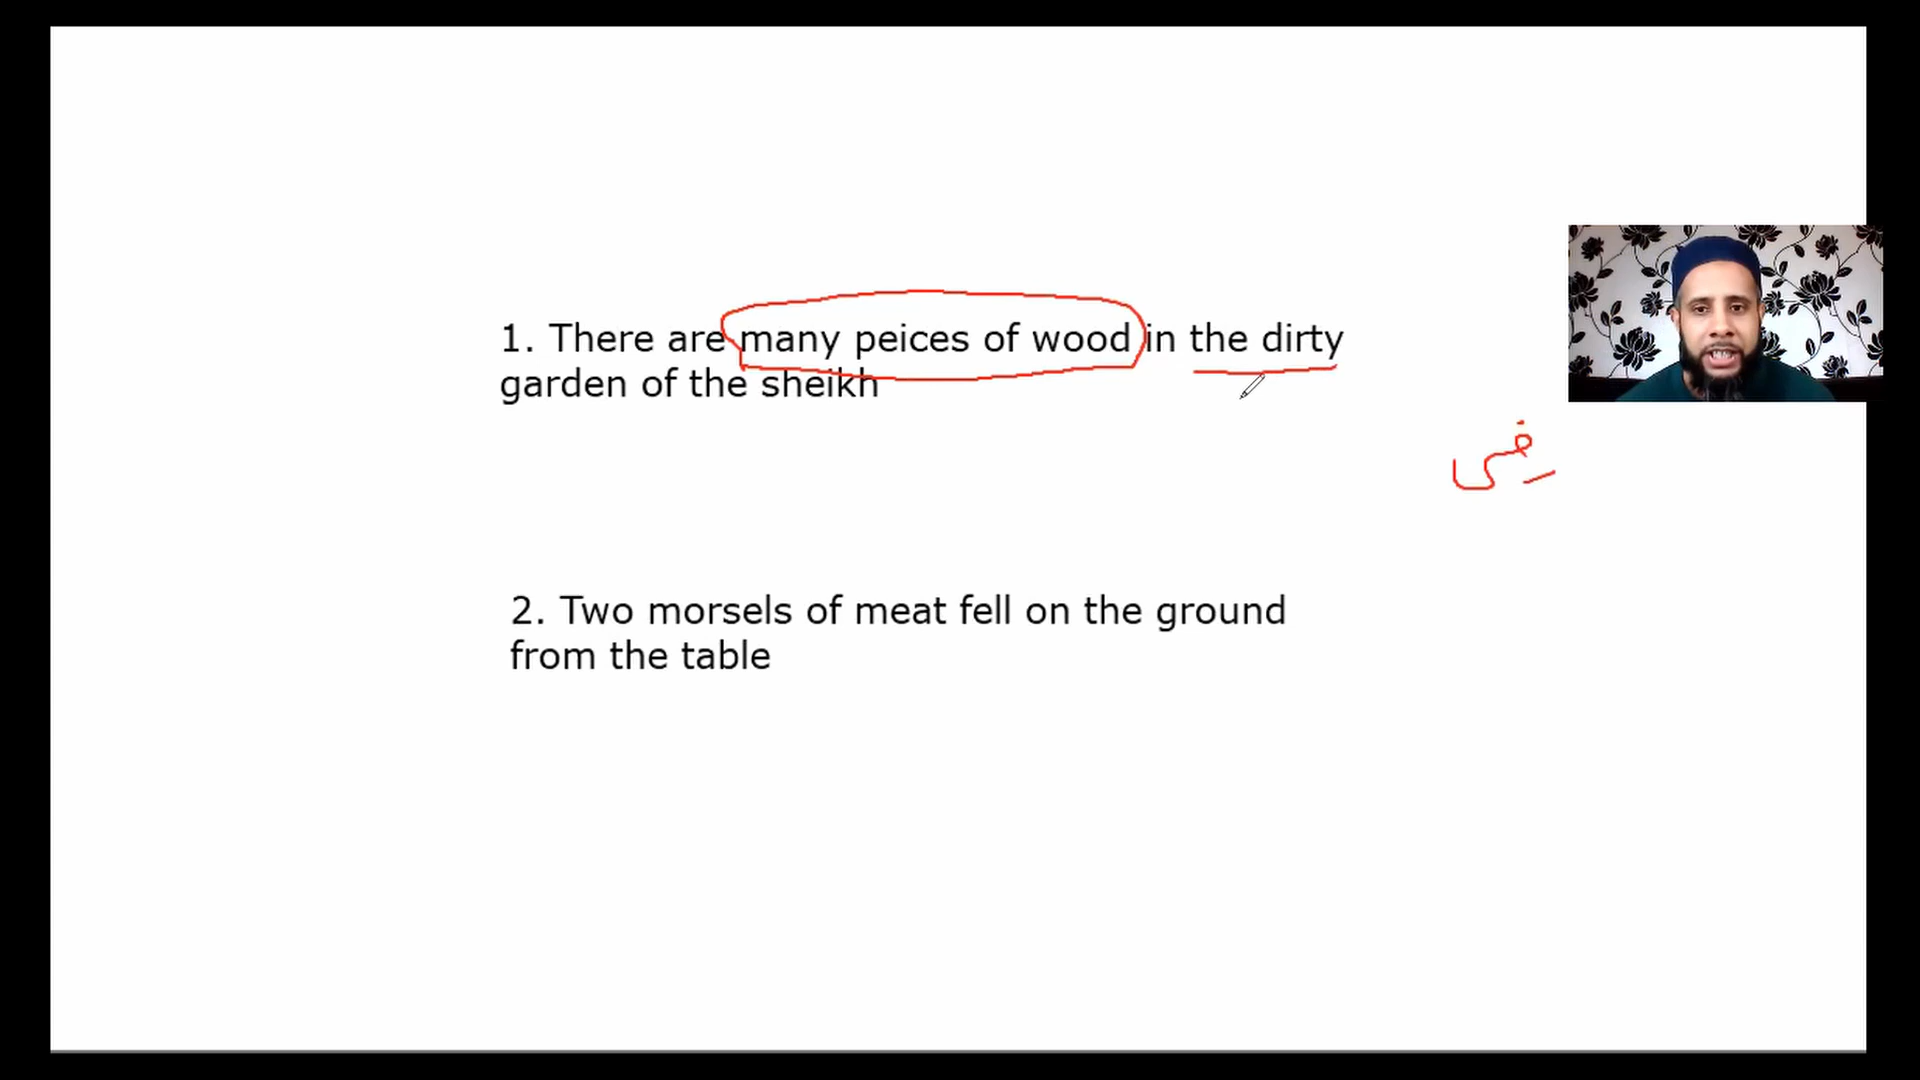 1. There are many peices of wood in the dirty
garden of the sheikh
فِى
2. Two morsels of meat fell on the ground
from the table